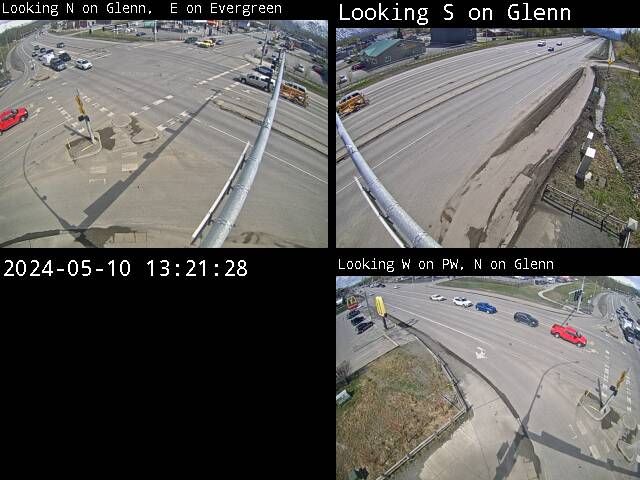 Looking N on Glenn,  E on Evergreen
Looking S on Glenn
2024-05-10 13:21:28
Looking W on PW, N on Glenn